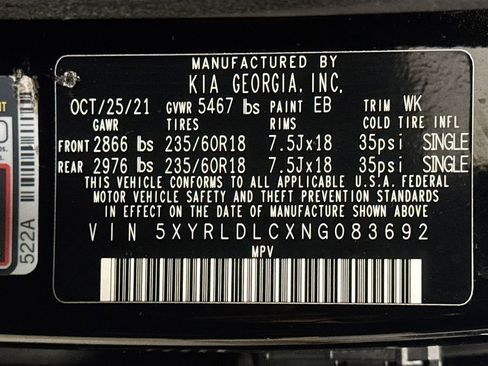 MANUFACTURED BY
KIA GEORGIA, INC.
OCT/25/21 GVWR 5467 lbs PAINT EB TRIM WK
GAWR TIRES RIMS COLD TIRE INFL
FRONT 2866 lbs 235/60R18 7.5Jx18 35psi SINGLE
REAR 2976 lbs 235/60R18 7.5Jx18 35psi SINGLE
THIS VEHICLE CONFORMS TO ALL APPLICABLE U.S.A. FEDERAL
MOTOR VEHICLE SAFETY AND THEFT PREVENTION STANDARDS
IN EFFECT ON THE DATE OF MANUFACTURE SHOWN ABOVE
VIN 5XYRLDLCXNG083692
MPV
522A